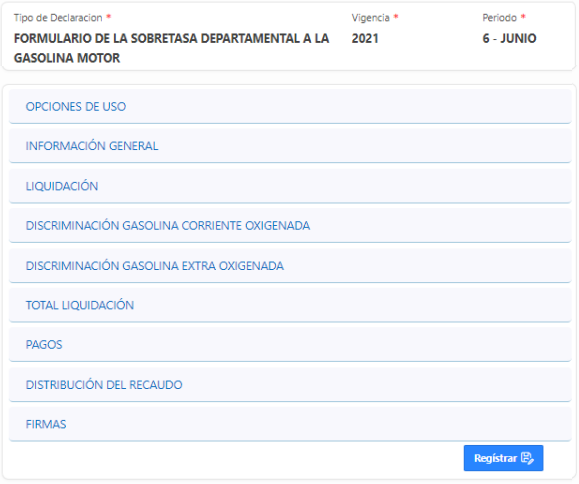 Tipo de Declaracion *
Vigencia *
Periodo *
FORMULARIO DE LA SOBRETASA DEPARTAMENTAL A LA
GASOLINA MOTOR
2021
6 - JUNIO
OPCIONES DE USO
INFORMACIÓN GENERAL
LIQUIDACIÓN
DISCRIMINACIÓN GASOLINA CORRIENTE OXIGENADA
DISCRIMINACIÓN GASOLINA EXTRA OXIGENADA
TOTAL LIQUIDACIÓN
PAGOS
DISTRIBUCIÓN DEL RECAUDO
FIRMAS
Registrar